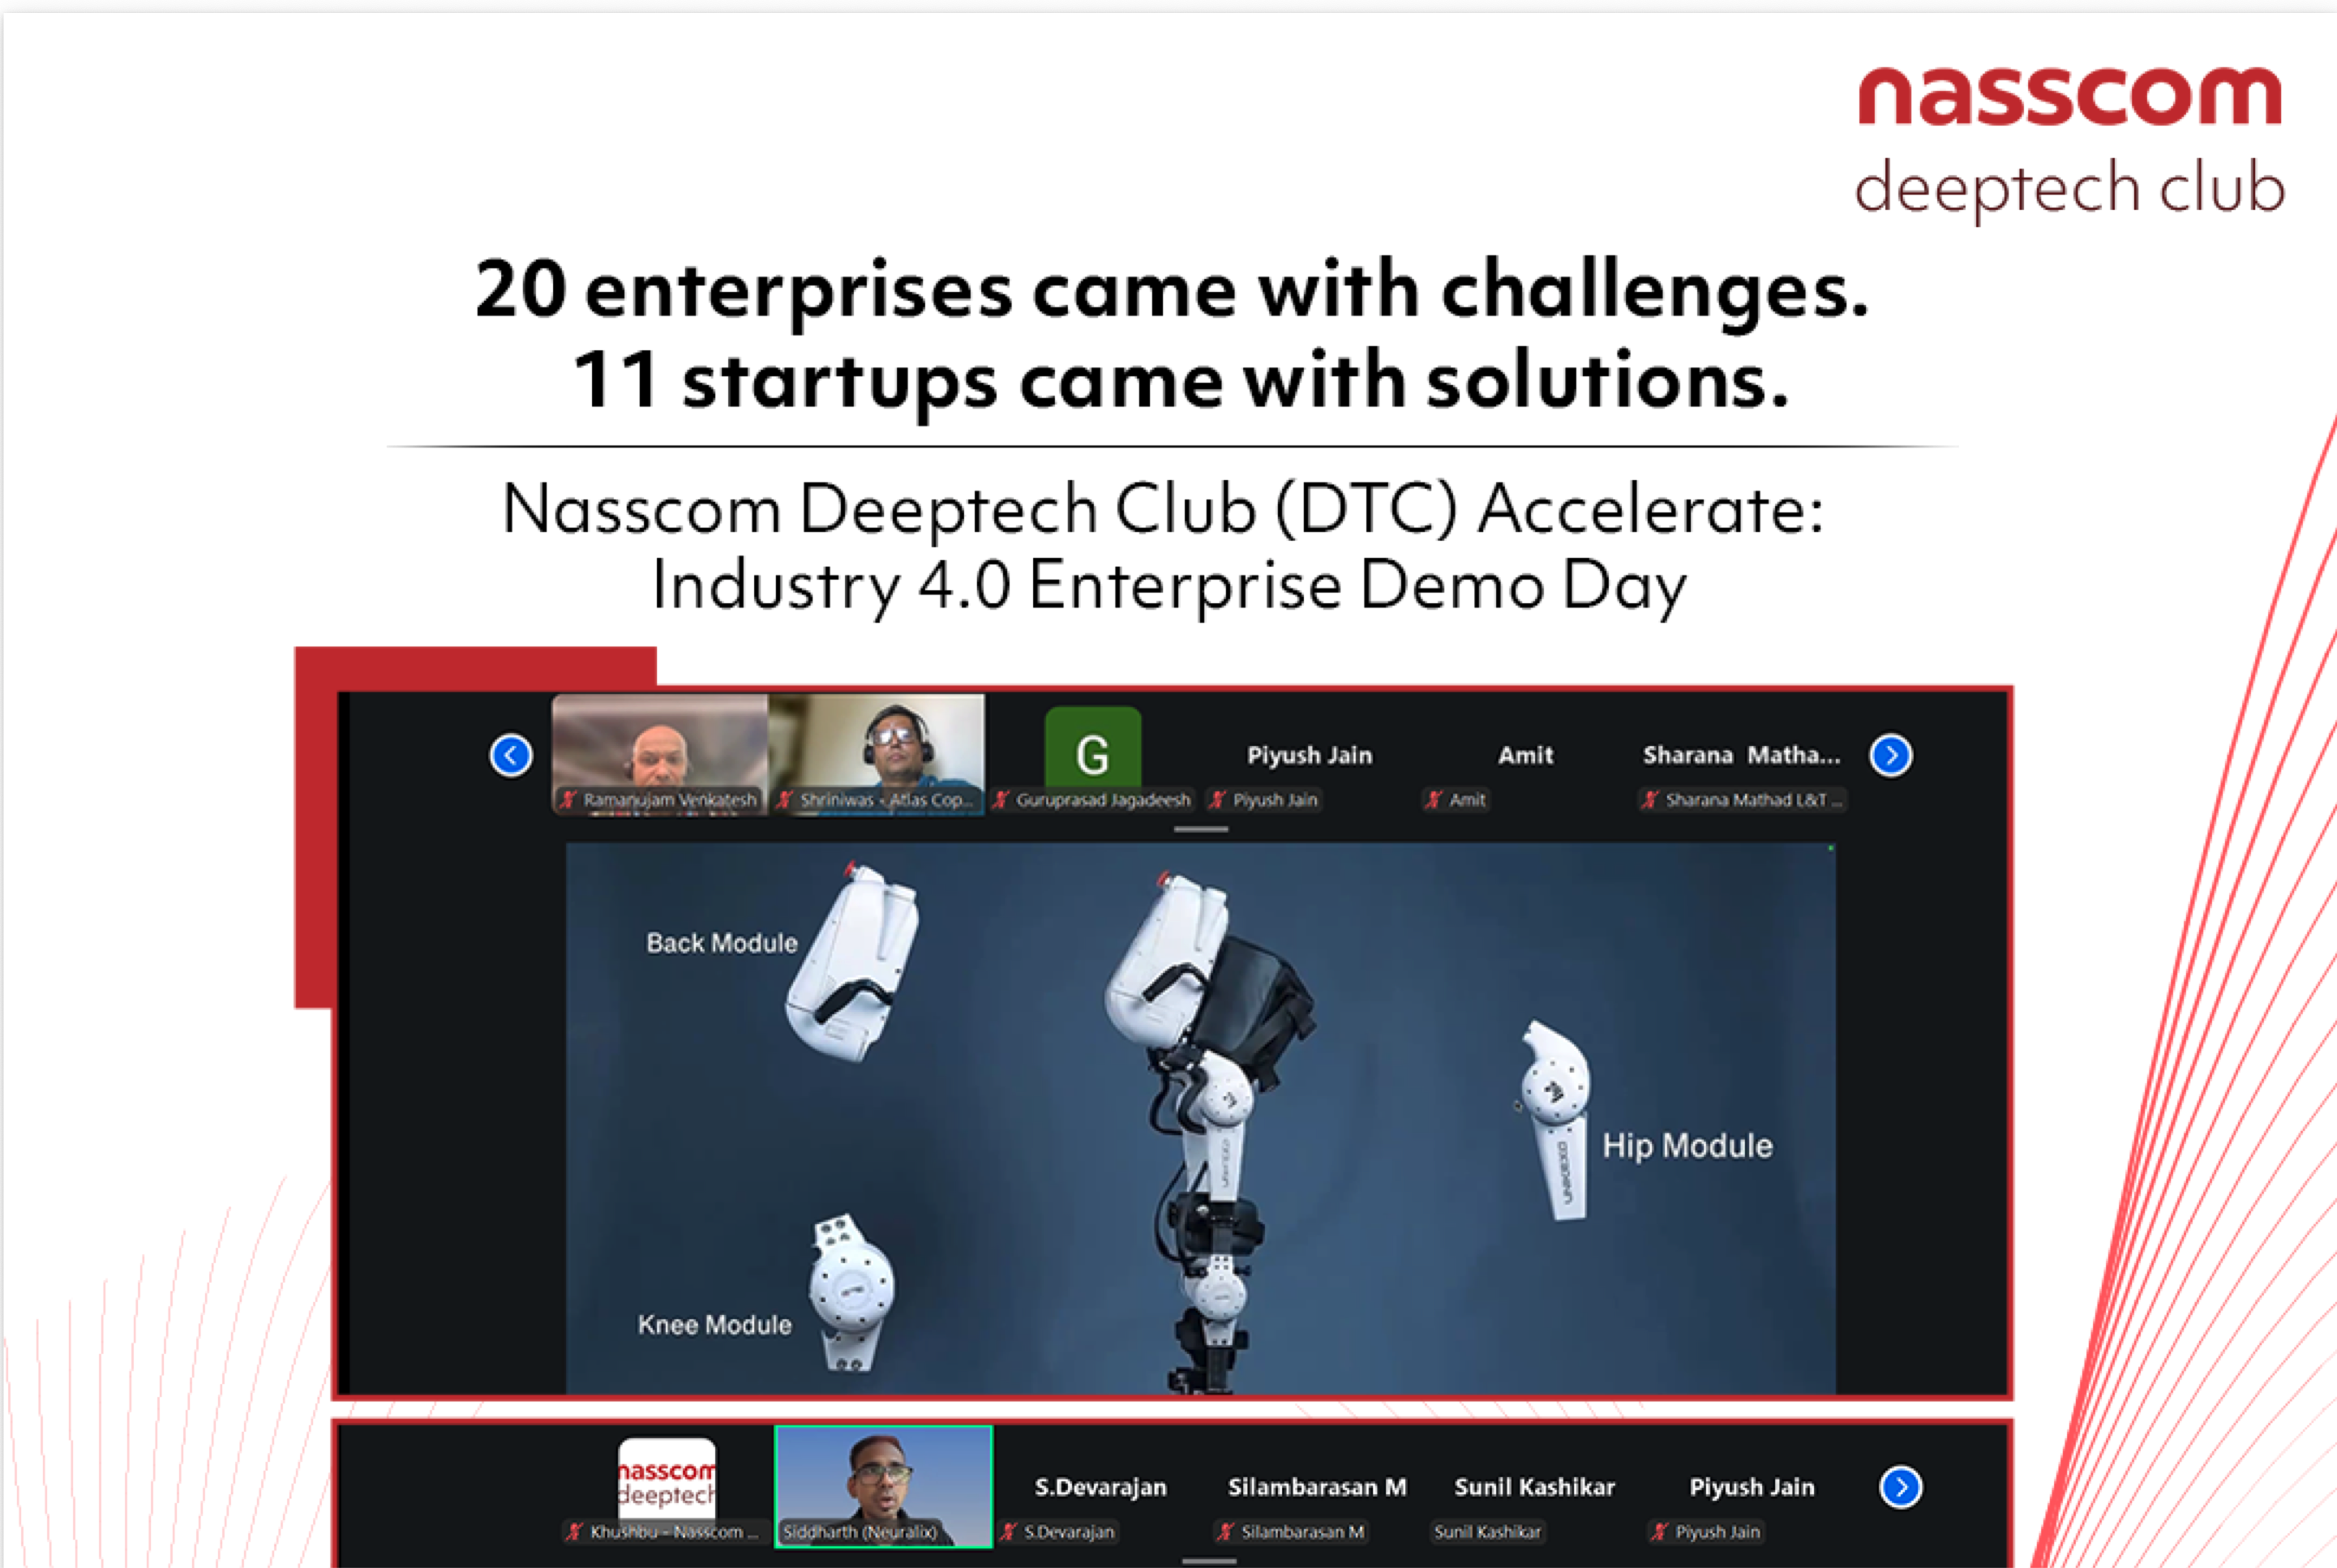 nasscom
deeptech club
20 enterprises came with challenges.
11 startups came with solutions.
Nasscom Deeptech Club (DTC) Accelerate:
Industry 4.0 Enterprise Demo Day
G
Piyush Jain
Amit
Sharana Matha...
Ramanujam Venkatesh
Shriniwas - Atlas Cop...
Guruprasad Jagadeesh
Piyush Jain
Amit
Sharana Mathad L&T ...
Back Module
Hip Module
Knee Module
nasscom
deeptech
S.Devarajan
Silambarasan M
Sunil Kashikar
Piyush Jain
Khushbu - Nasscom ...
Siddharth (Neuralix)
S.Devarajan
Silambarasan M
Sunil Kashikar
Piyush Jain